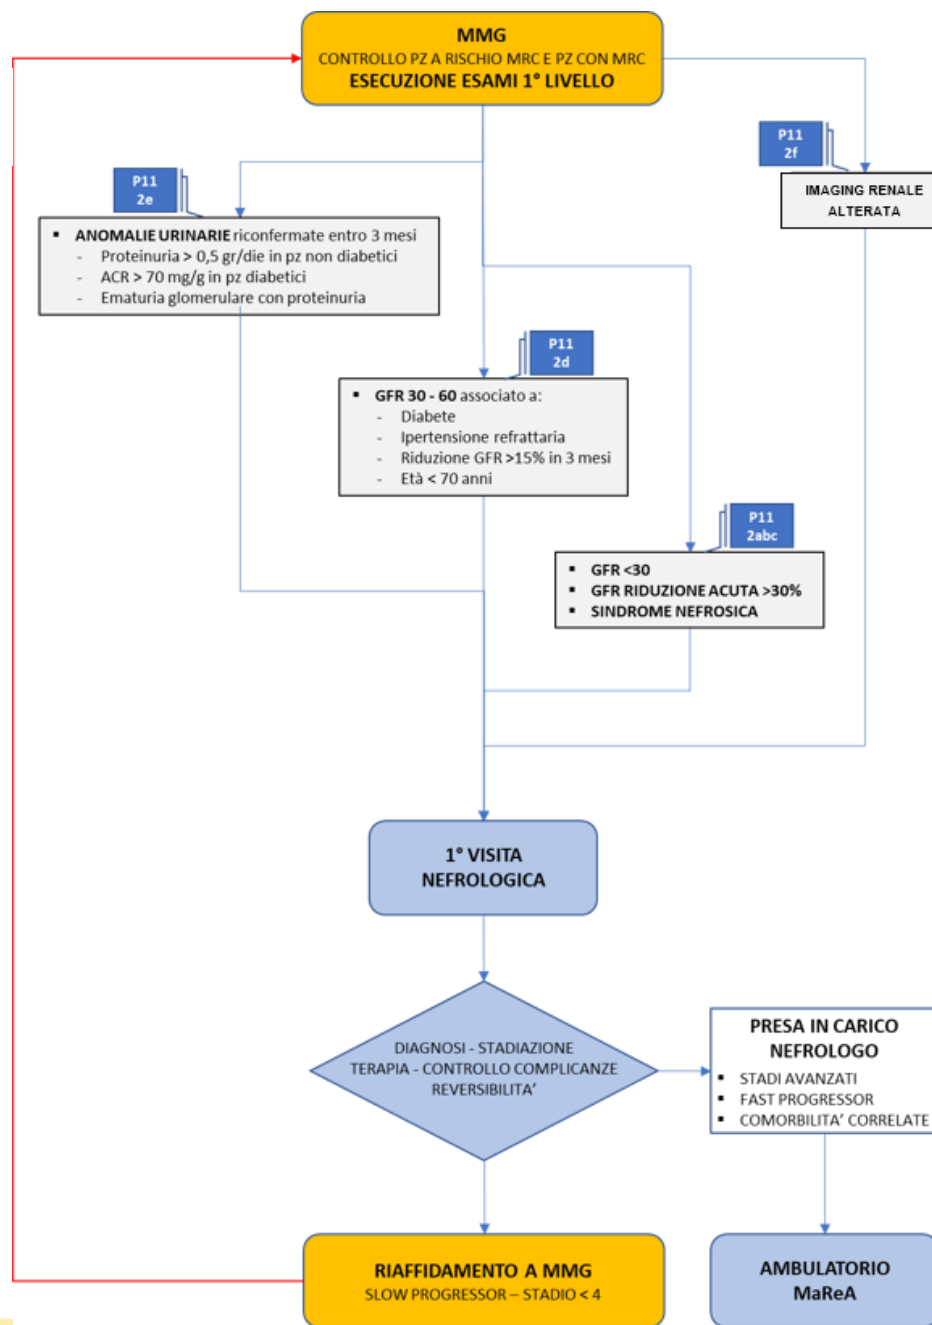 MMG
CONTROLLO PZ A RISCHIO MRC E PZ CON MRC
ESECUZIONE ESAMI 1° LIVELLO
P11
2f
IMAGING RENALE
ALTERATA
P11
2e
▪ ANOMALIE URINARIE riconfermate entro 3 mesi
- Proteinuria > 0,5 gr/die in pz non diabetici
- ACR > 70 mg/g in pz diabetici
- Ematuria glomerulare con proteinuria
P11
2d
▪ GFR 30 - 60 associato a:
- Diabete
- Ipertensione refrattaria
- Riduzione GFR >15% in 3 mesi
- Età < 70 anni
P11
2abc
▪ GFR <30
▪ GFR RIDUZIONE ACUTA >30%
▪ SINDROME NEFROSICA
1° VISITA
NEFROLOGICA
DIAGNOSI - STADIAZIONE
TERAPIA - CONTROLLO COMPLICANZE
REVERSIBILITA’
PRESA IN CARICO
NEFROLOGO
▪ STADI AVANZATI
▪ FAST PROGRESSOR
▪ COMORBILITA’ CORRELATE
RIAFFIDAMENTO A MMG
SLOW PROGRESSOR – STADIO < 4
AMBULATORIO
MaReA